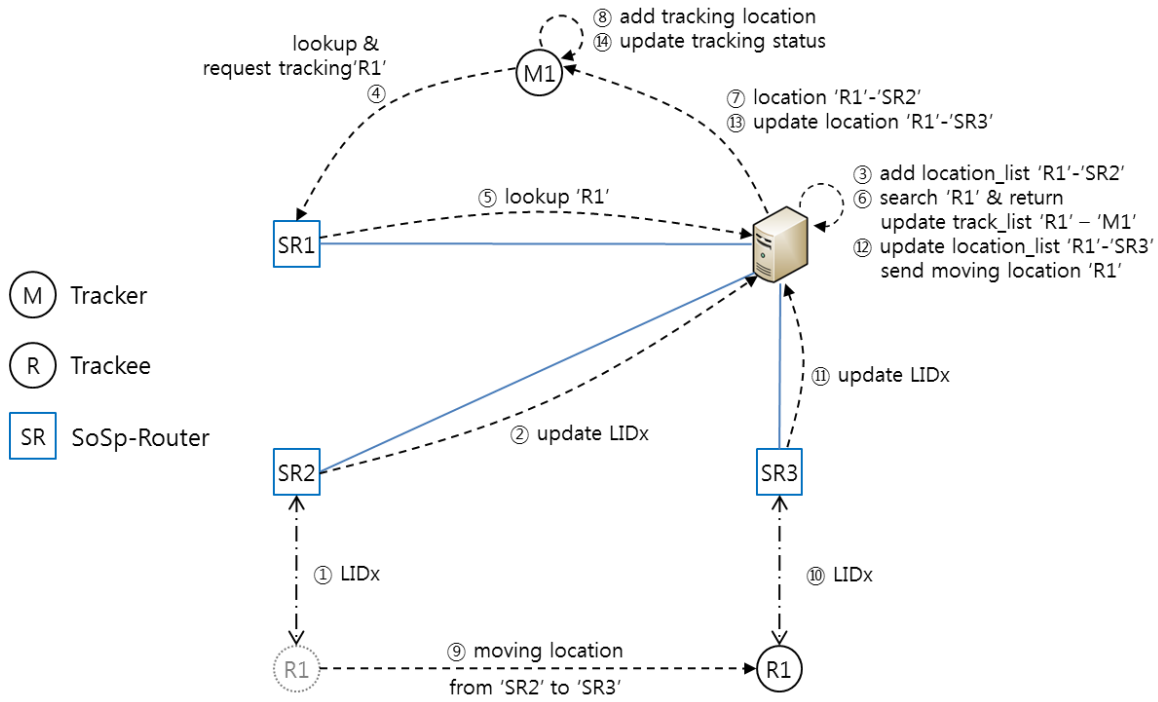 ⑧ add tracking location
⑭ update tracking status
lookup &
request tracking'R1'
④
M1
⑦ location 'R1'-'SR2'
⑬ update location 'R1'-'SR3'
③ add location_list 'R1'-'SR2'
⑥ search 'R1' & return
update track_list 'R1' – 'M1'
⑫ update location_list 'R1'-'SR3'
send moving location 'R1'
⑤ lookup 'R1'
SR1
M Tracker
R Trackee
SR SoSp-Router
⑪ update LIDx
② update LIDx
SR2
SR3
① LIDx
⑩ LIDx
⑨ moving location
from 'SR2' to 'SR3'
R1
R1